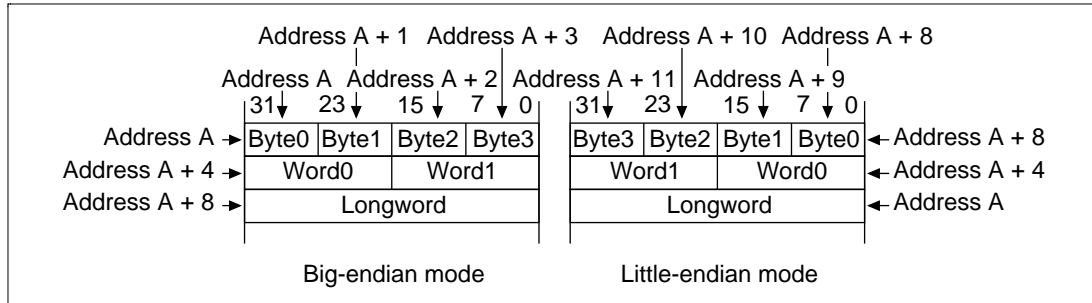 Address A + 1 Address A + 3 Address A + 10 Address A + 8
Address A Address A + 2 Address A + 11 Address A + 9
31 23 15 7 0 31 23 15 7 0
Address A Byte0 Byte1 Byte2 Byte3 Byte3 Byte2 Byte1 Byte0 Address A + 8
Address A + 4 Word0 Word1 Word1 Word0 Address A + 4
Address A + 8 Longword Longword Address A
Big-endian mode Little-endian mode